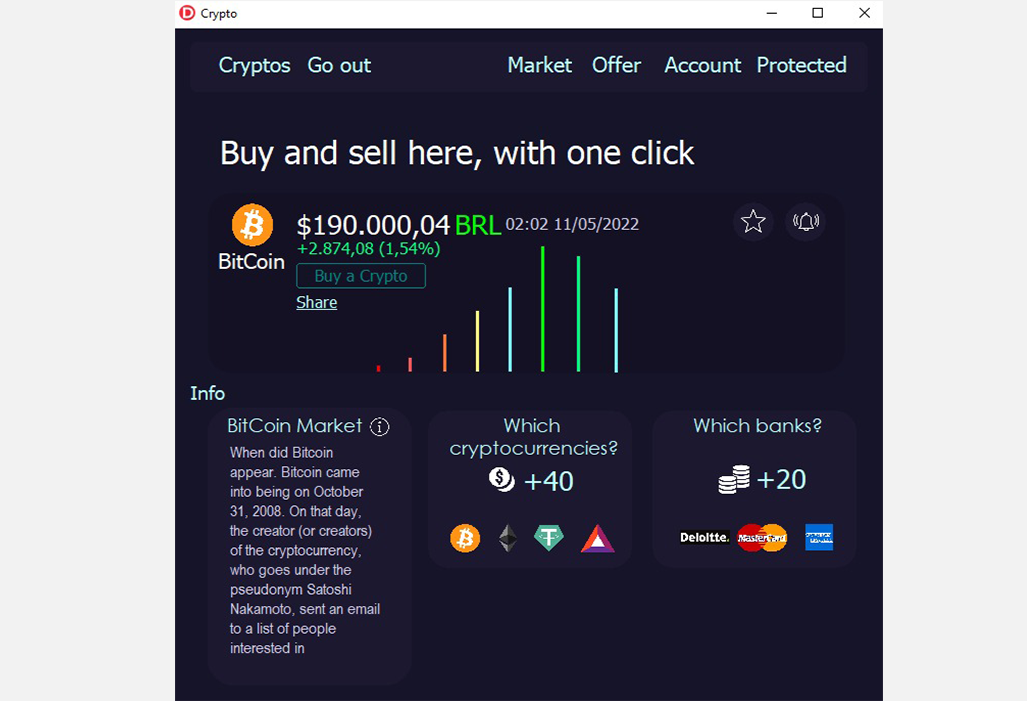 Crypto
Cryptos Go out Market Offer Account Protected
Buy and sell here, with one click
$190.000,04 BRL 02:02 11/05/2022
+2.874,08 (1,54%)
BitCoin
Buy a Crypto
Share
Info
BitCoin Market
When did Bitcoin
appear. Bitcoin came
into being on October
31, 2008. On that day,
the creator (or creators)
of the cryptocurrency,
who goes under the
pseudonym Satoshi
Nakamoto, sent an email
to a list of people
interested in
Which
cryptocurrencies?
+40
Which banks?
+20
Deloitte. MasterCard